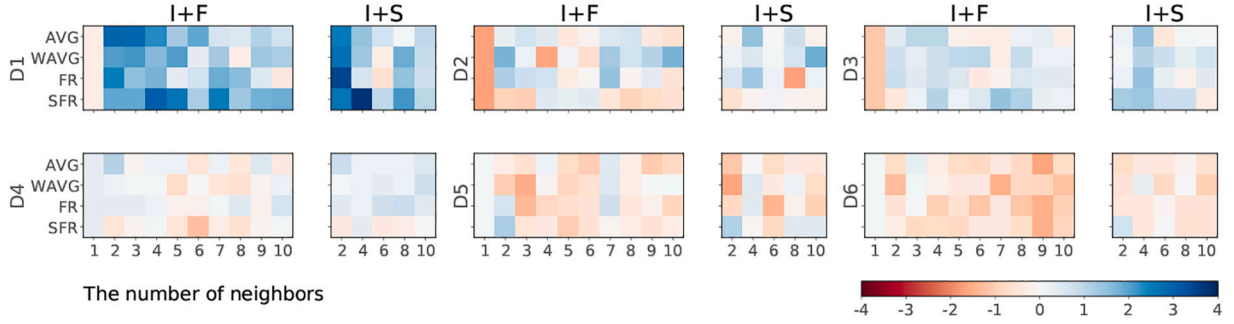 I+F I+S I+F I+S I+F I+S
D1 AVG WAVG FR SFR
D2
D3
D4 AVG WAVG FR SFR
D5
D6
1 2 3 4 5 6 7 8 9 10 2 4 6 8 10 1 2 3 4 5 6 7 8 9 10 2 4 6 8 10 1 2 3 4 5 6 7 8 9 10 2 4 6 8 10
The number of neighbors
-4 -3 -2 -1 0 1 2 3 4